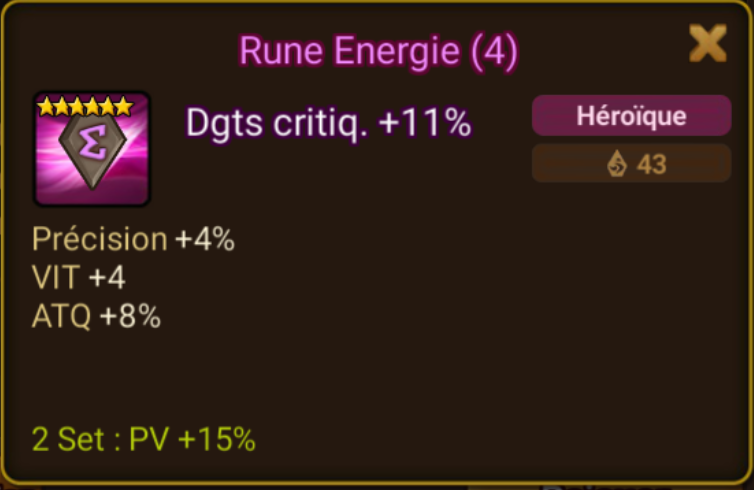 Rune Energie (4)
Dgts critiq. +11%
Héroïque
43
Précision +4%
VIT +4
ATQ +8%
2 Set : PV +15%